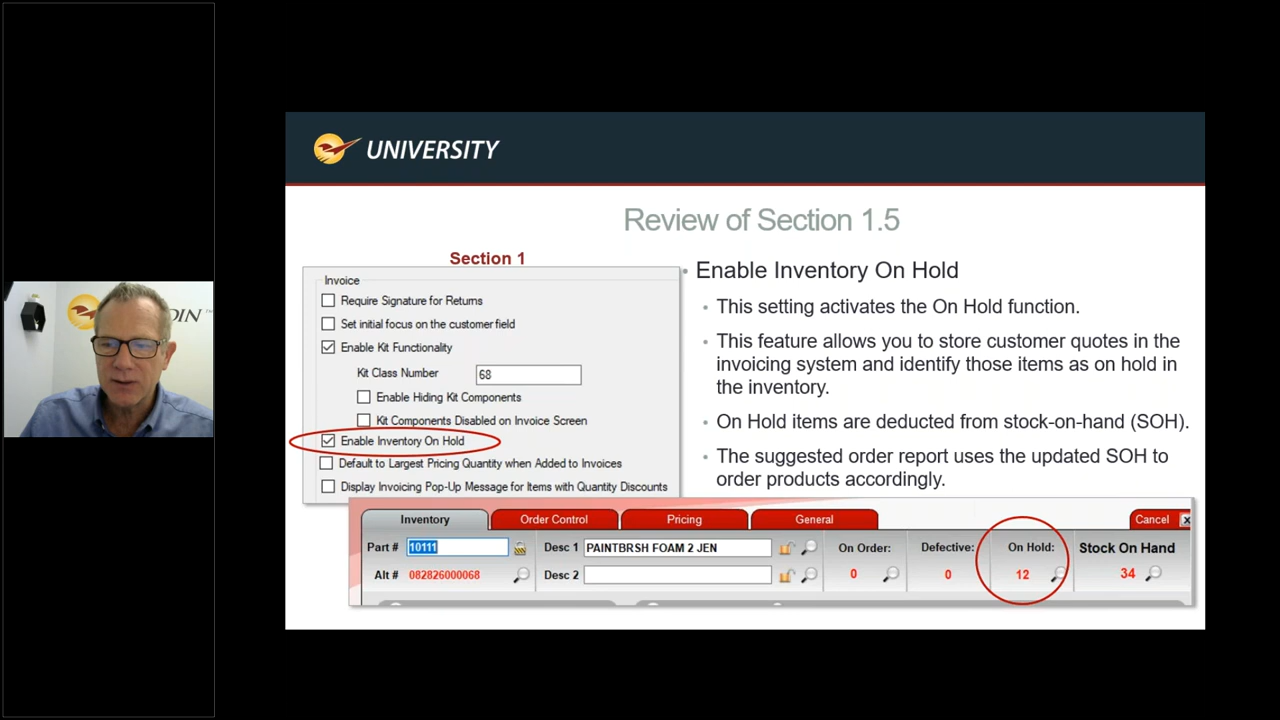 UNIVERSITY
Review of Section 1.5
Section 1
Invoice
Require Signature for Returns
Set initial focus on the customer field
Enable Kit Functionality
Kit Class Number 68
Enable Hiding Kit Components
Kit Components Disabled on Invoice Screen
Enable Inventory On Hold
Default to Largest Pricing Quantity when Added to Invoices
Display Invoicing Pop-Up Message for Items with Quantity Discounts
• Enable Inventory On Hold
• This setting activates the On Hold function.
• This feature allows you to store customer quotes in the
invoicing system and identify those items as on hold in
the inventory.
• On Hold items are deducted from stock-on-hand (SOH).
• The suggested order report uses the updated SOH to
order products accordingly.
Inventory Order Control Pricing General Cancel x
Part # 10111 Desc 1 PAINTBRSH FOAM 2 JEN On Order: Defective: On Hold: Stock On Hand
Alt # 082826000068 Desc 2 0 0 12 34